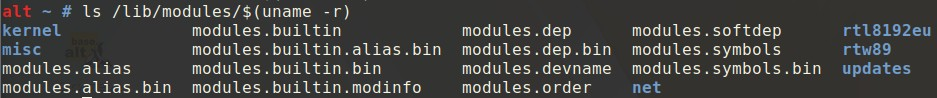 alt ~ # ls /lib/modules/$(uname -r)
kernel modules.builtin modules.dep modules.softdep rtl8192eu
misc modules.builtin.alias.bin modules.dep.bin modules.symbols rtw89
modules.alias modules.builtin.bin modules.devname modules.symbols.bin updates
modules.alias.bin modules.builtin.modinfo modules.order net